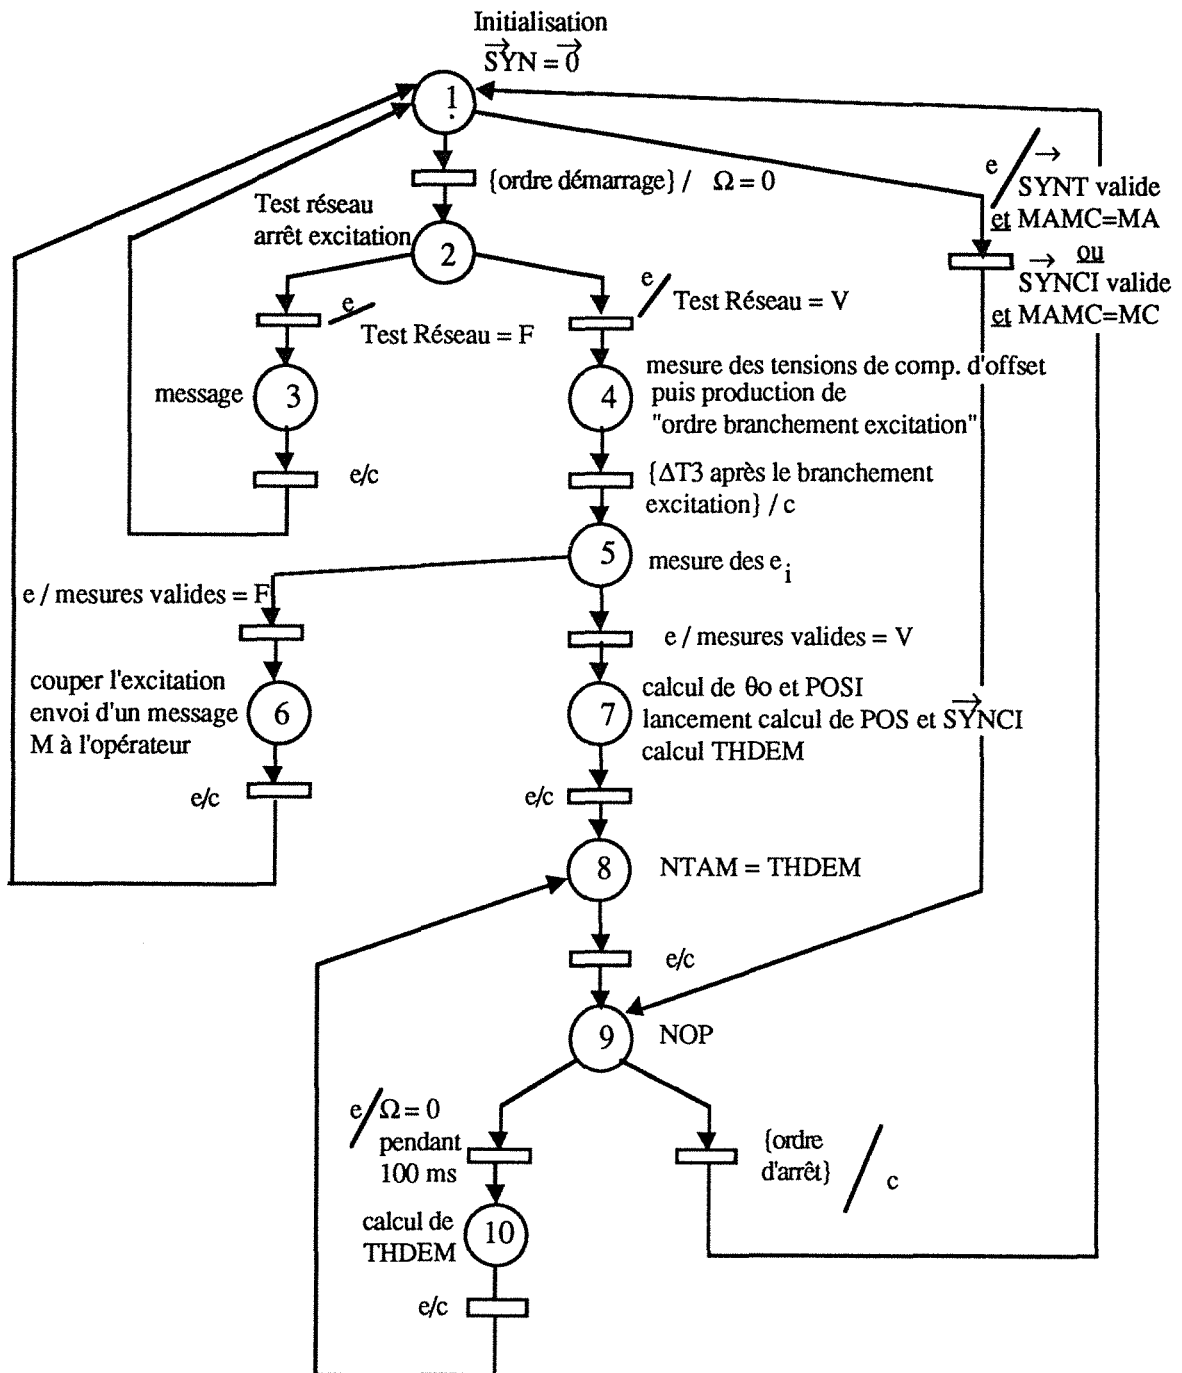 Initialisation
SYN = 0
1
{ordre démarrage} / Ω = 0
e
SYNT valide
et MAMC=MA
ou
SYNCI valide
et MAMC=MC
Test réseau
arrêt excitation
2
e
Test Réseau = F
e
Test Réseau = V
message
3
4
mesure des tensions de comp. d'offset
puis production de
"ordre branchement excitation"
e/c
{ΔT3 après le branchement
excitation} / c
5
mesure des ei
e / mesures valides = F
e / mesures valides = V
couper l'excitation
envoi d'un message
M à l'opérateur
6
7
calcul de θo et POSI
lancement calcul de POS et SYNCI
calcul THDEM
e/c
e/c
8
NTAM = THDEM
e/c
9
NOP
e/Ω = 0
pendant
100 ms
{ordre
d'arrêt}
/ c
calcul de
THDEM
10
e/c